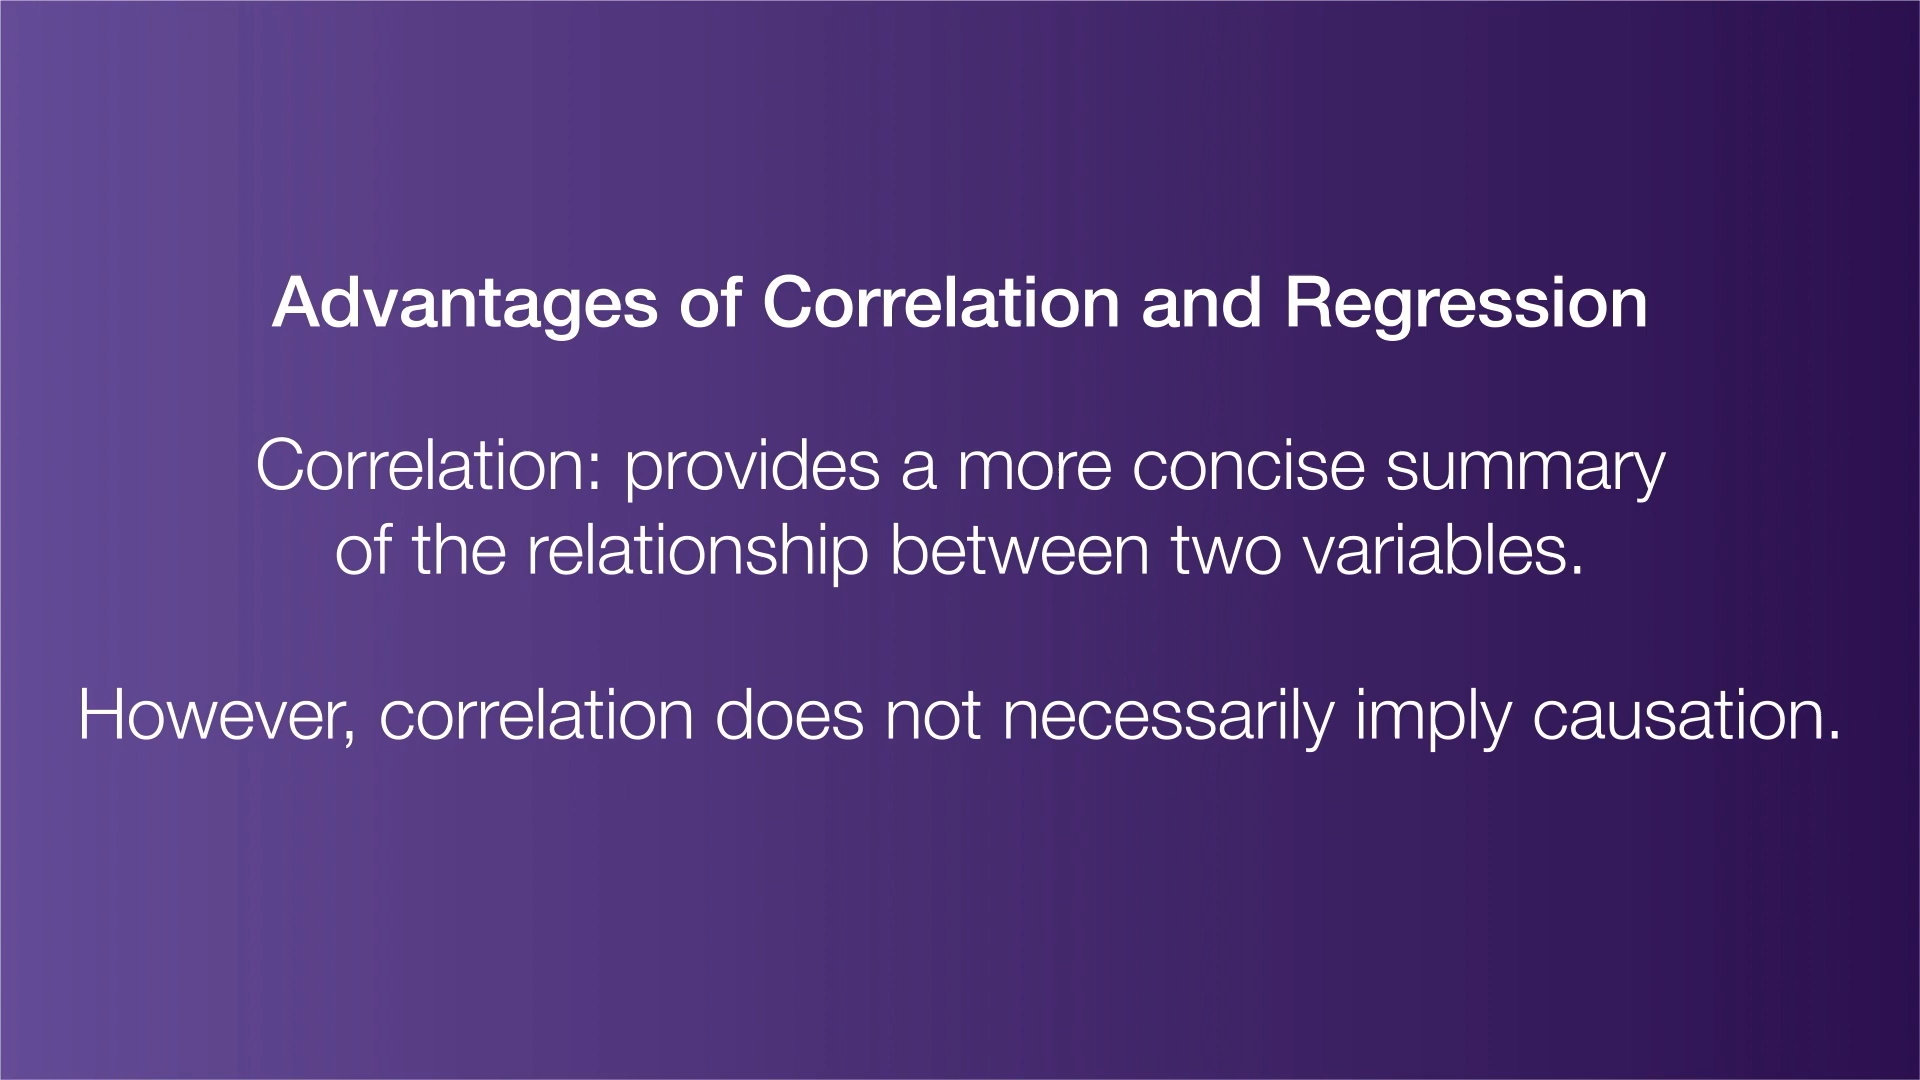 Advantages of Correlation and Regression
Correlation: provides a more concise summary
of the relationship between two variables.
However, correlation does not necessarily imply causation.